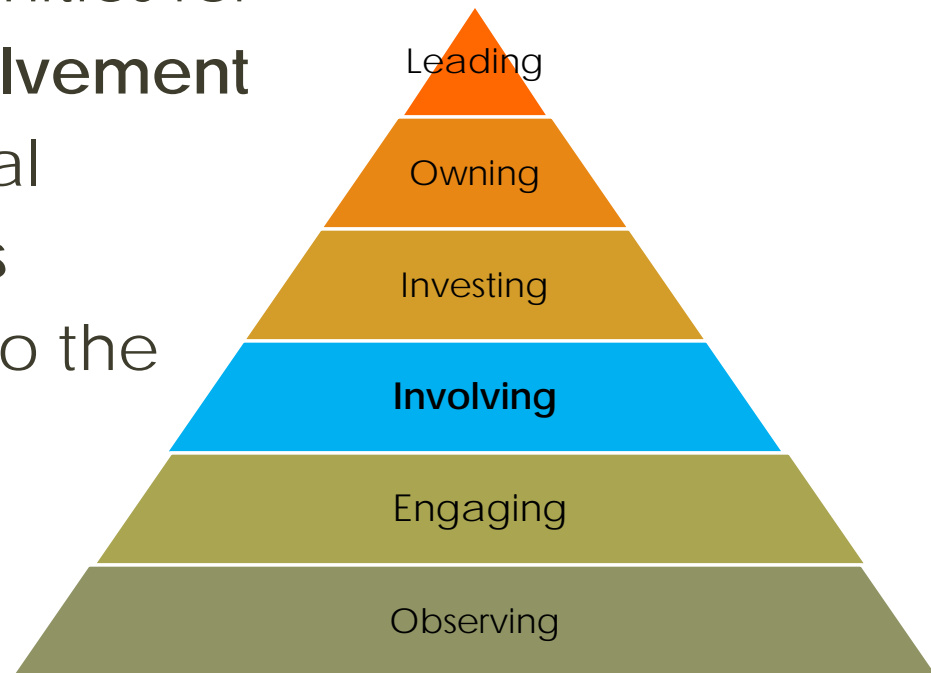 lvement
al
s
o the
Leading
Owning
Investing
Involving
Engaging
Observing